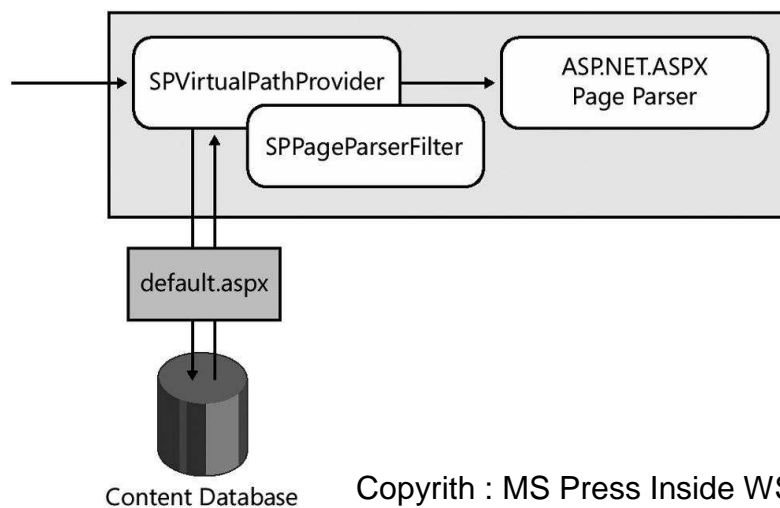 SPVirtualPathProvider
ASP.NET.ASPX
Page Parser
SPPageParserFilter
default.aspx
Content Database
Copyrith : MS Press Inside WS